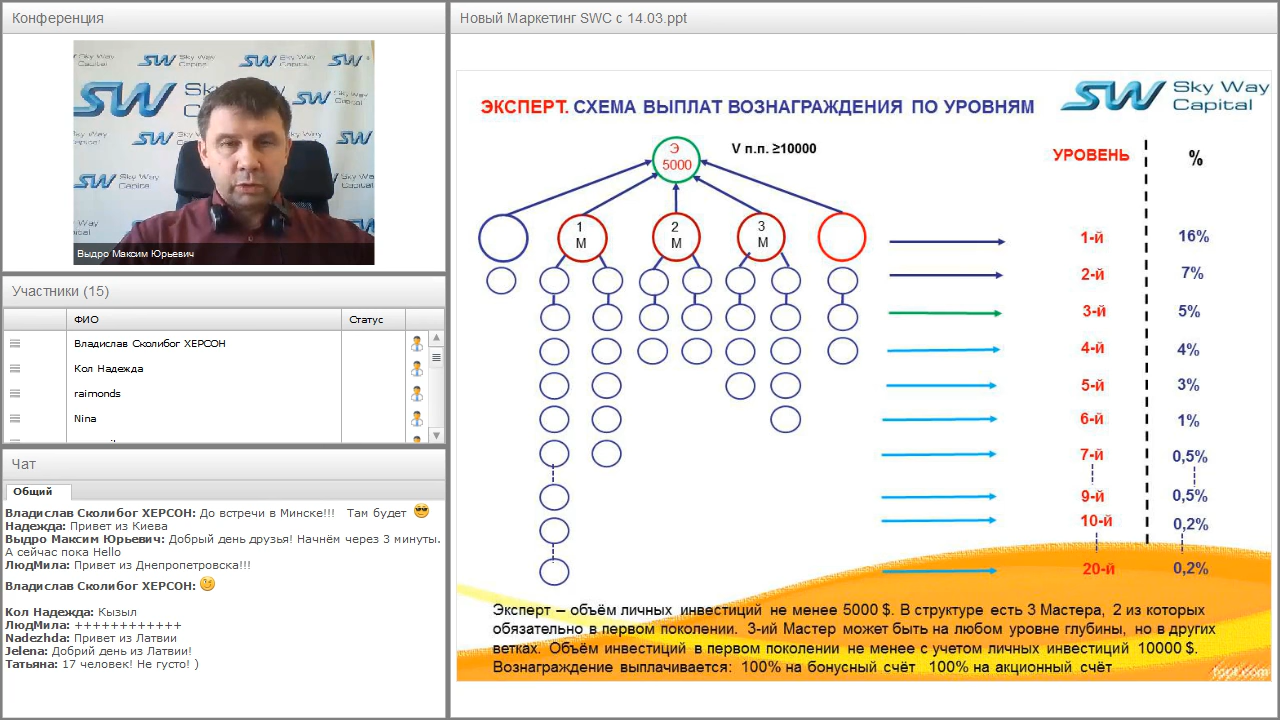 Конференция
Sky Way
Capital
Выдро Максим Юрьевич
Участники (15)
ФИО
Статус
Владислав Сколибог ХЕРСОН
Кол Надежда
raimonds
Nina
Чат
Общий
Владислав Сколибог ХЕРСОН: До встречи в Минске!!! Там будет
Надежда: Привет из Киева
Выдро Максим Юрьевич: Добрый день друзья! Начнём через 3 минуты.
А сейчас пока Hello
ЛюдМила: Привет из Днепропетровска!!!
Владислав Сколибог ХЕРСОН:
Кол Надежда: Кызыл
ЛюдМила: ++++++++++++
Nadezhda: Привет из Латвии
Jelena: Добрий день из Латвии!
Татьяна: 17 человек! Не густо! )
Новый Маркетинг SWC с 14.03.ppt
SW Sky Way
Capital
ЭКСПЕРТ. СХЕМА ВЫПЛАТ ВОЗНАГРАЖДЕНИЯ ПО УРОВНЯМ
Э
5000
V п.п. ≥10000
УРОВЕНЬ %
1
М
2
М
3
М
1-й 16%
2-й 7%
3-й 5%
4-й 4%
5-й 3%
6-й 1%
7-й 0,5%
9-й 0,5%
10-й 0,2%
20-й 0,2%
Эксперт – объём личных инвестиций не менее 5000 $. В структуре есть 3 Мастера, 2 из которых
обязательно в первом поколении. 3-ий Мастер может быть на любом уровне глубины, но в других
ветках. Объём инвестиций в первом поколении не менее с учетом личных инвестиций 10000 $.
Вознаграждение выплачивается: 100% на бонусный счёт 100% на акционный счёт
fppt.com